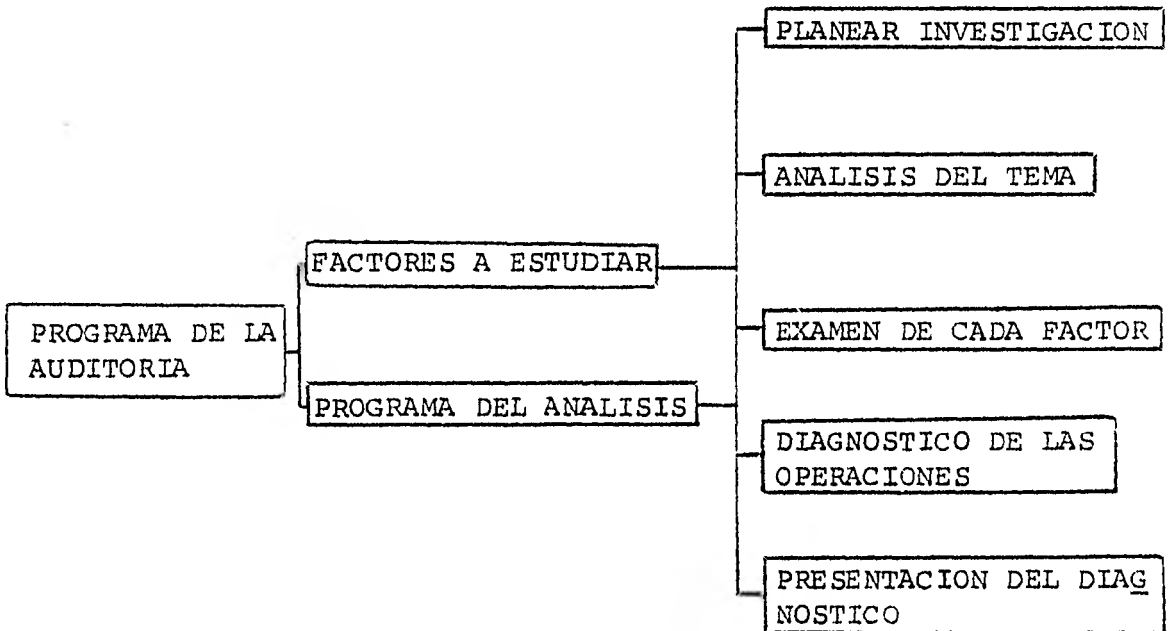 PLANEAR INVESTIGACION
ANALISIS DEL TEMA
FACTORES A ESTUDIAR
PROGRAMA DE LA
AUDITORIA
EXAMEN DE CADA FACTOR
PROGRAMA DEL ANALISIS
DIAGNOSTICO DE LAS
OPERACIONES
PRESENTACION DEL DIAG
NOSTICO